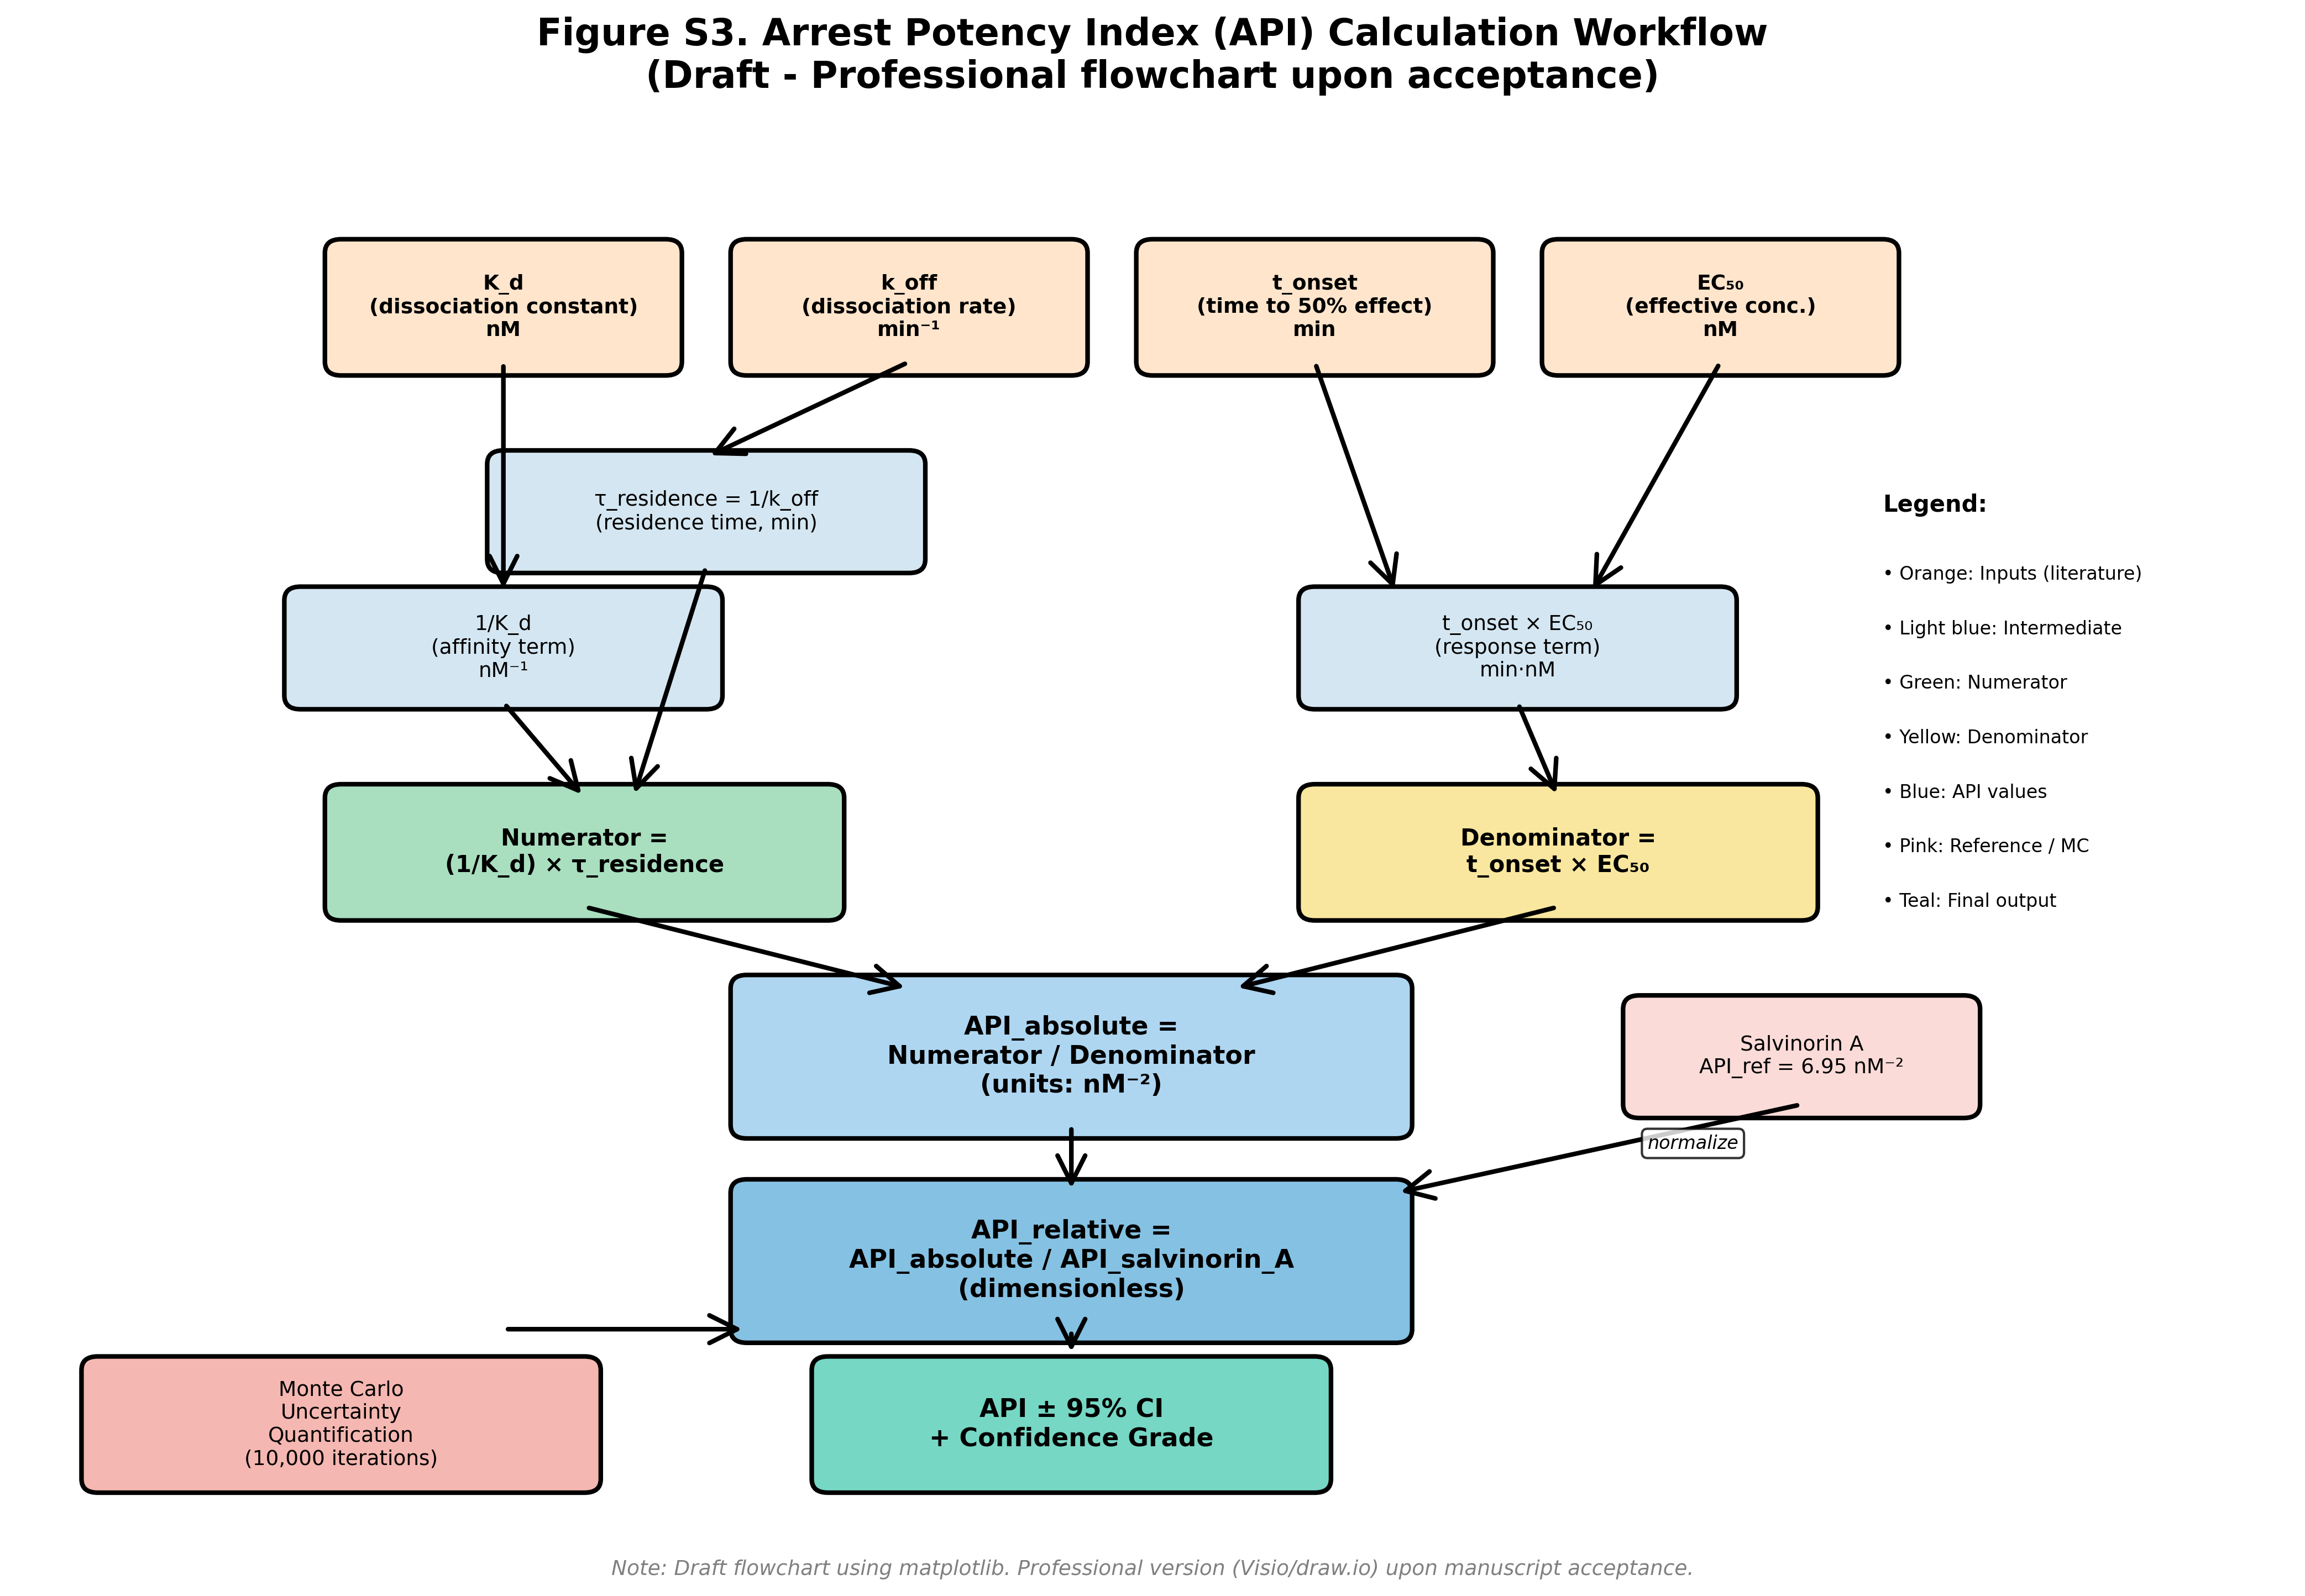 Figure S3. Arrest Potency Index (API) Calculation Workflow
(Draft - Professional flowchart upon acceptance)
K_d
(dissociation constant)
nM
k_off
(dissociation rate)
min⁻¹
t_onset
(time to 50% effect)
min
EC₅₀
(effective conc.)
nM
τ_residence = 1/k_off
(residence time, min)
1/K_d
(affinity term)
nM⁻¹
t_onset × EC₅₀
(response term)
min·nM
Legend:
• Orange: Inputs (literature)
• Light blue: Intermediate
• Green: Numerator
• Yellow: Denominator
• Blue: API values
• Pink: Reference / MC
• Teal: Final output
Numerator =
(1/K_d) × τ_residence
Denominator =
t_onset × EC₅₀
API_absolute =
Numerator / Denominator
(units: nM⁻²)
Salvinorin A
API_ref = 6.95 nM⁻²
normalize
API_relative =
API_absolute / API_salvinorin_A
(dimensionless)
Monte Carlo
Uncertainty
Quantification
(10,000 iterations)
API ± 95% CI
+ Confidence Grade
Note: Draft flowchart using matplotlib. Professional version (Visio/draw.io) upon manuscript acceptance.